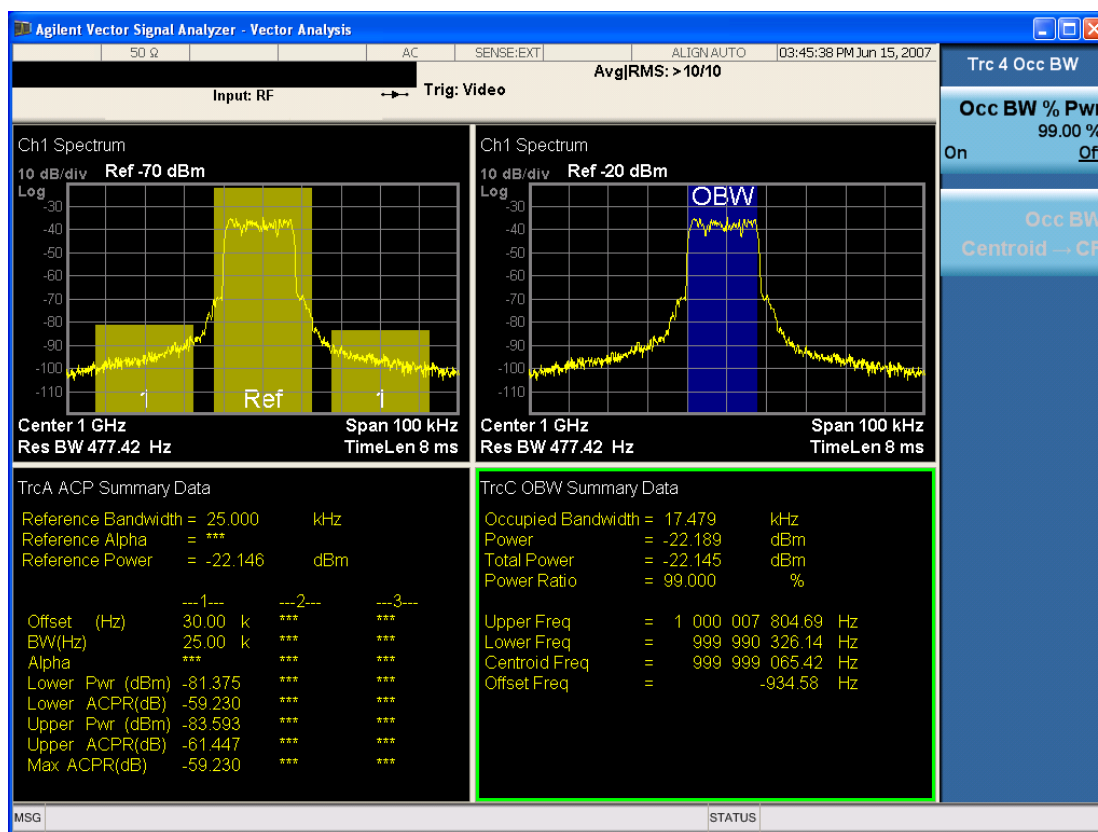 Agilent Vector Signal Analyzer - Vector Analysis
50 Ω AC SENSE:EXT ALIGN AUTO 03:45:38 PM Jun 15, 2007
Avg|RMS: >10/10
Input: RF Trig: Video
Trc 4 Occ BW
Occ BW % Pwr
99.00 %
On Off
Occ BW
Centroid → CF
Ch1 Spectrum
10 dB/div Ref -70 dBm
Log
-30
-40
-50
-60
-70
-80
-90
-100
-110
1 Ref 1
Center 1 GHz Span 100 kHz
Res BW 477.42 Hz TimeLen 8 ms
Ch1 Spectrum
10 dB/div Ref -20 dBm
Log
OBW
-30
-40
-50
-60
-70
-80
-90
-100
-110
Center 1 GHz Span 100 kHz
Res BW 477.42 Hz TimeLen 8 ms
TrcA ACP Summary Data
Reference Bandwidth = 25.000 kHz
Reference Alpha = ***
Reference Power = -22.146 dBm
---1--- ---2--- ---3---
Offset (Hz) 30.00 k *** ***
BW(Hz) 25.00 k *** ***
Alpha *** *** ***
Lower Pwr (dBm) -81.375 *** ***
Lower ACPR(dB) -59.230 *** ***
Upper Pwr (dBm) -83.593 *** ***
Upper ACPR(dB) -61.447 *** ***
Max ACPR(dB) -59.230 *** ***
TrcC OBW Summary Data
Occupied Bandwidth = 17.479 kHz
Power = -22.189 dBm
Total Power = -22.145 dBm
Power Ratio = 99.000 %
Upper Freq = 1 000 007 804.69 Hz
Lower Freq = 999 990 326.14 Hz
Centroid Freq = 999 999 065.42 Hz
Offset Freq = -934.58 Hz
MSG STATUS